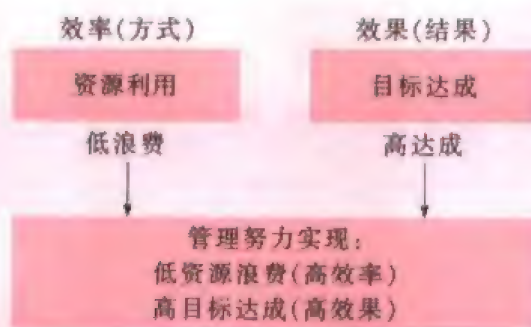 效率(方式)
效果(结果)
资源利用
目标达成
低浪费
高达成
管理努力实现:
低资源浪费(高效率)
高目标达成(高效果)